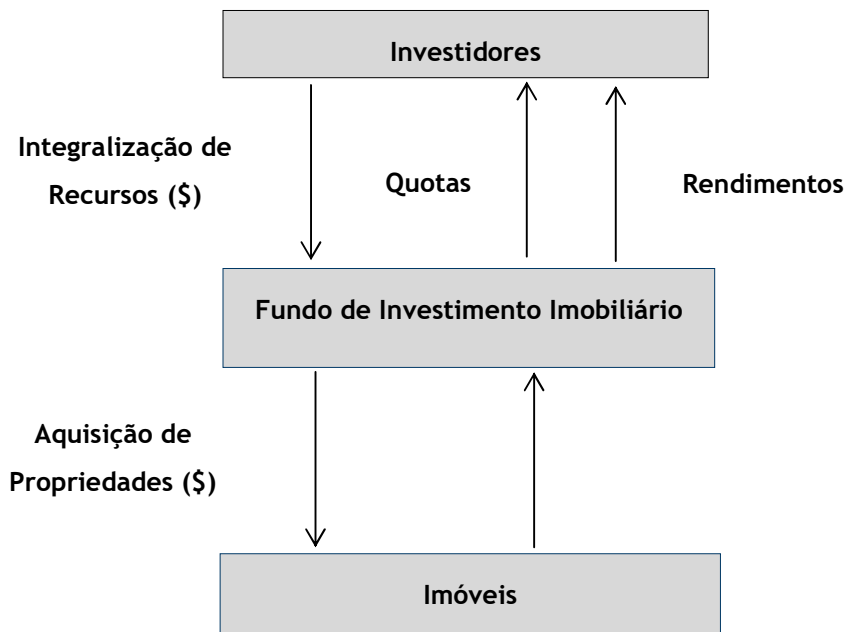 Investidores
Integralização de
Recursos ($)
Quotas
Rendimentos
Fundo de Investimento Imobiliário
Aquisição de
Propriedades ($)
Imóveis